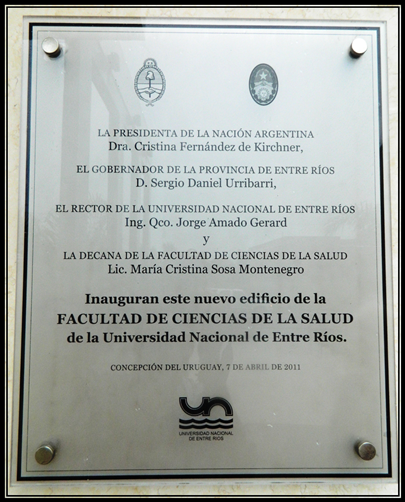 LA PRESIDENTA DE LA NACIÓN ARGENTINA
Dra. Cristina Fernández de Kirchner,
EL GOBERNADOR DE LA PROVINCIA DE ENTRE RÍOS
D. Sergio Daniel Urribarri,
EL RECTOR DE LA UNIVERSIDAD NACIONAL DE ENTRE RÍOS
Ing. Qco. Jorge Amado Gerard
y
LA DECANA DE LA FACULTAD DE CIENCIAS DE LA SALUD
Lic. María Cristina Sosa Montenegro
Inauguran este nuevo edificio de la
FACULTAD DE CIENCIAS DE LA SALUD
de la Universidad Nacional de Entre Ríos.
CONCEPCIÓN DEL URUGUAY, 7 DE ABRIL DE 2011
un
UNIVERSIDAD NACIONAL
DE ENTRE RIOS